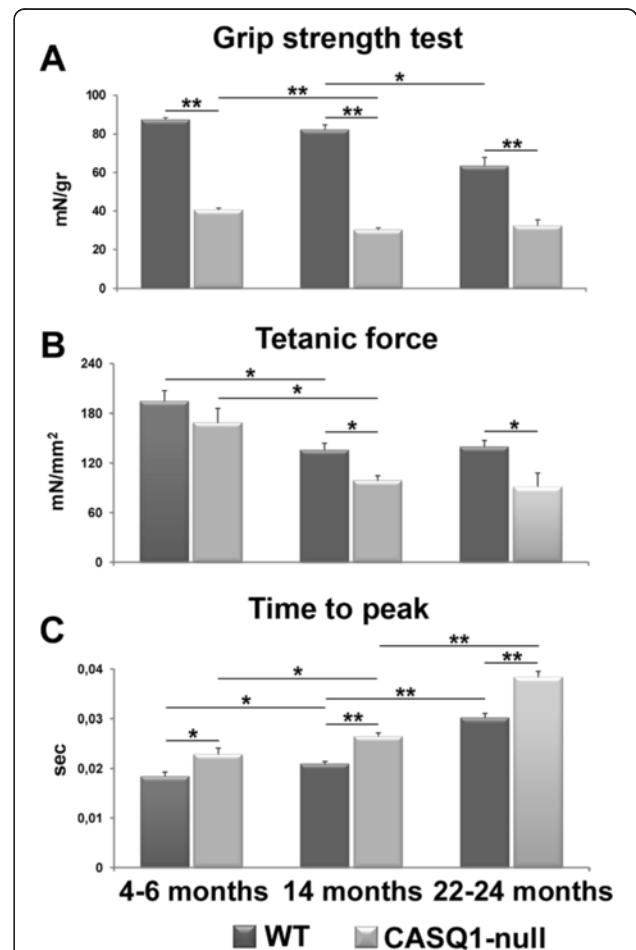 Grip strength test
A
mN/gr
100
80
60
40
20
0
** ** ** * **
Tetanic force
B
mN/mm²
240
180
120
60
0
* * * *
Time to peak
C
sec
0,04
0,03
0,02
0,01
0
* * * ** ** ** **
4-6 months 14 months 22-24 months
WT CASQ1-null